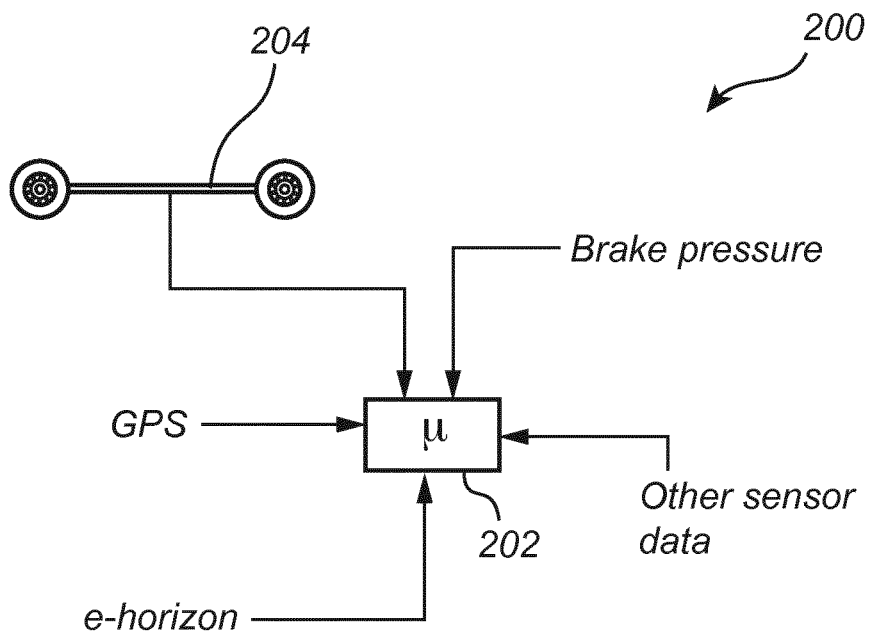 204
200
Brake pressure
GPS
μ
Other sensor
data
202
e-horizon